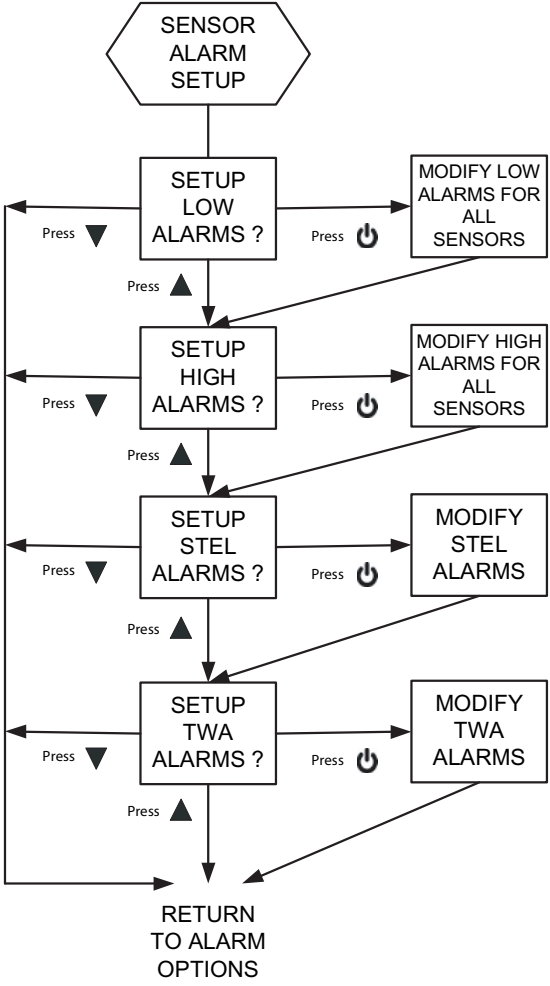 SENSOR
ALARM
SETUP
SETUP
LOW
ALARMS ?
MODIFY LOW
ALARMS FOR
ALL
SENSORS
Press
Press
Press
SETUP
HIGH
ALARMS ?
MODIFY HIGH
ALARMS FOR
ALL
SENSORS
Press
Press
Press
SETUP
STEL
ALARMS ?
MODIFY
STEL
ALARMS
Press
Press
Press
SETUP
TWA
ALARMS ?
MODIFY
TWA
ALARMS
Press
Press
Press
RETURN
TO ALARM
OPTIONS